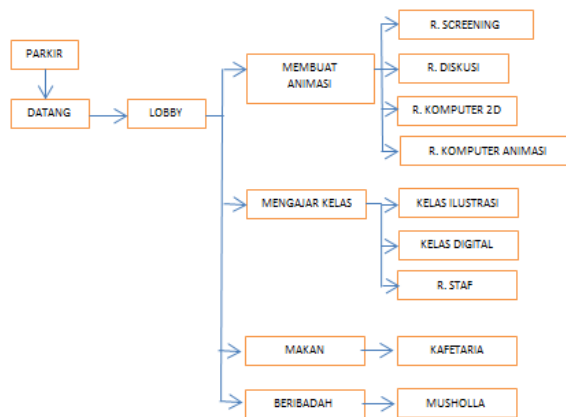 PARKIR
DATANG
LOBBY
MEMBUAT
ANIMASI
R. SCREENING
R. DISKUSI
R. KOMPUTER 2D
R. KOMPUTER ANIMASI
MENGAJAR KELAS
KELAS ILUSTRASI
KELAS DIGITAL
R. STAF
MAKAN
KAFETARIA
BERIBADAH
MUSHOLLA